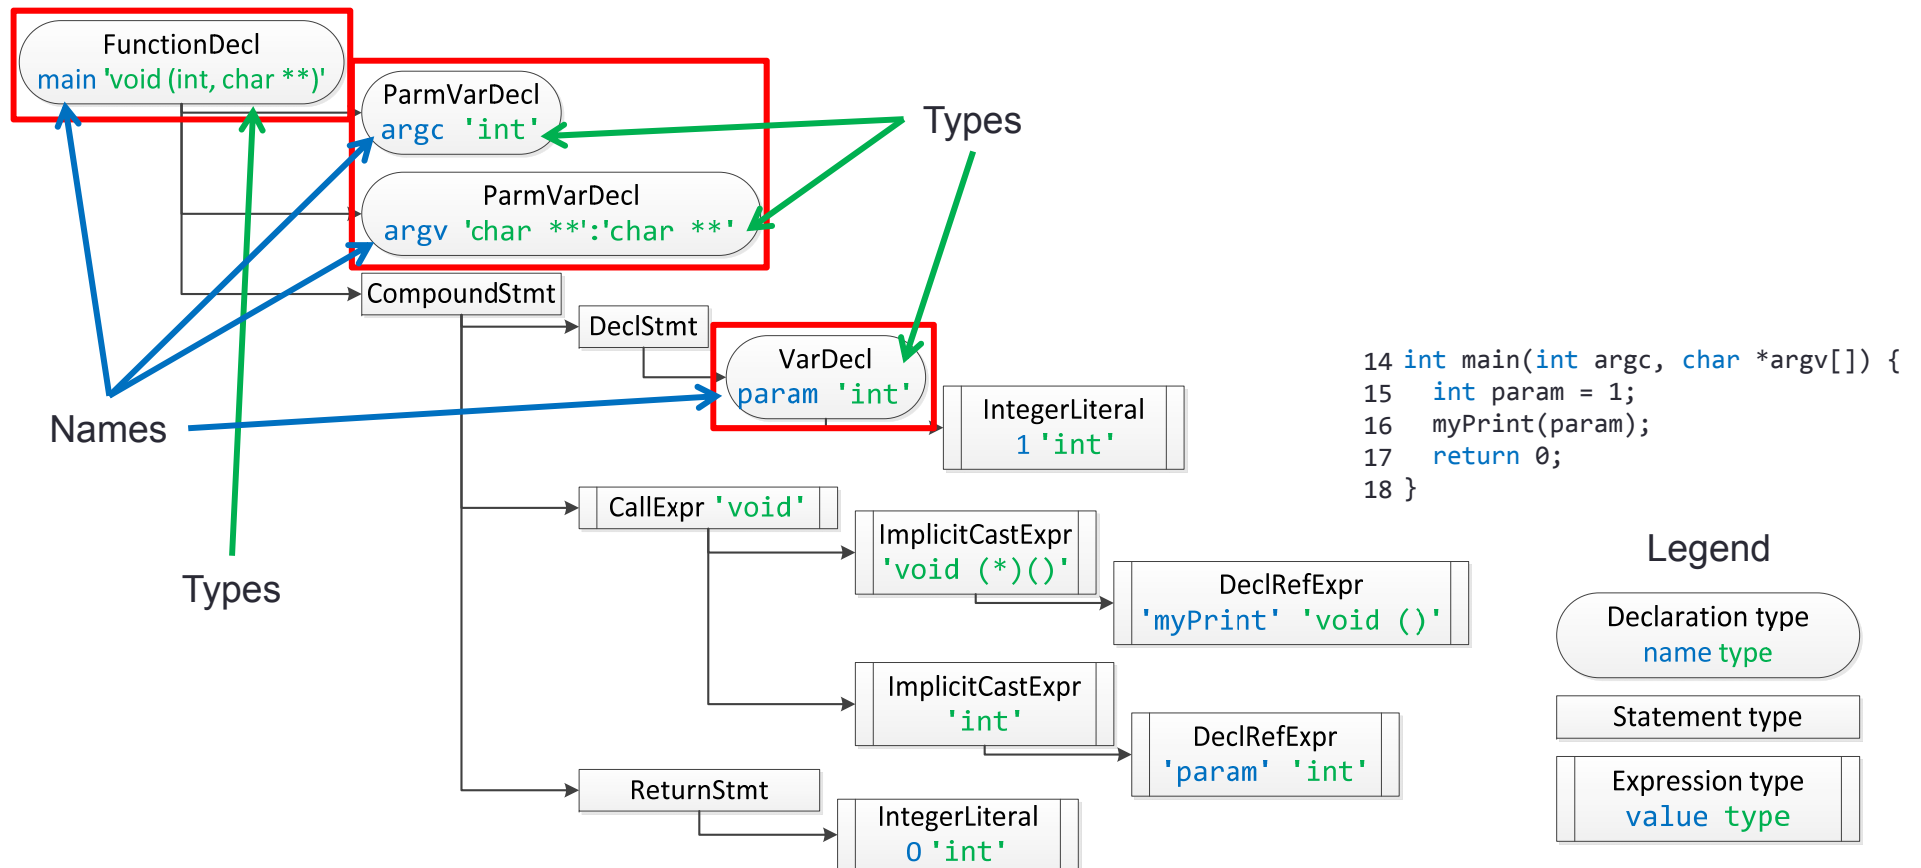 FunctionDecl
main 'void (int, char **)'
ParmVarDecl
argc 'int'
Types
ParmVarDecl
argv 'char **':'char **'
CompoundStmt
DeclStmt
VarDecl
param 'int'
Names
IntegerLiteral
1 'int'
14 int main(int argc, char *argv[]) {
15 int param = 1;
16 myPrint(param);
17 return 0;
18 }
CallExpr 'void'
ImplicitCastExpr
'void (*)()'
Types
DeclRefExpr
'myPrint' 'void ()'
ImplicitCastExpr
'int'
DeclRefExpr
'param' 'int'
ReturnStmt
IntegerLiteral
0 'int'
Legend
Declaration type
name type
Statement type
Expression type
value type